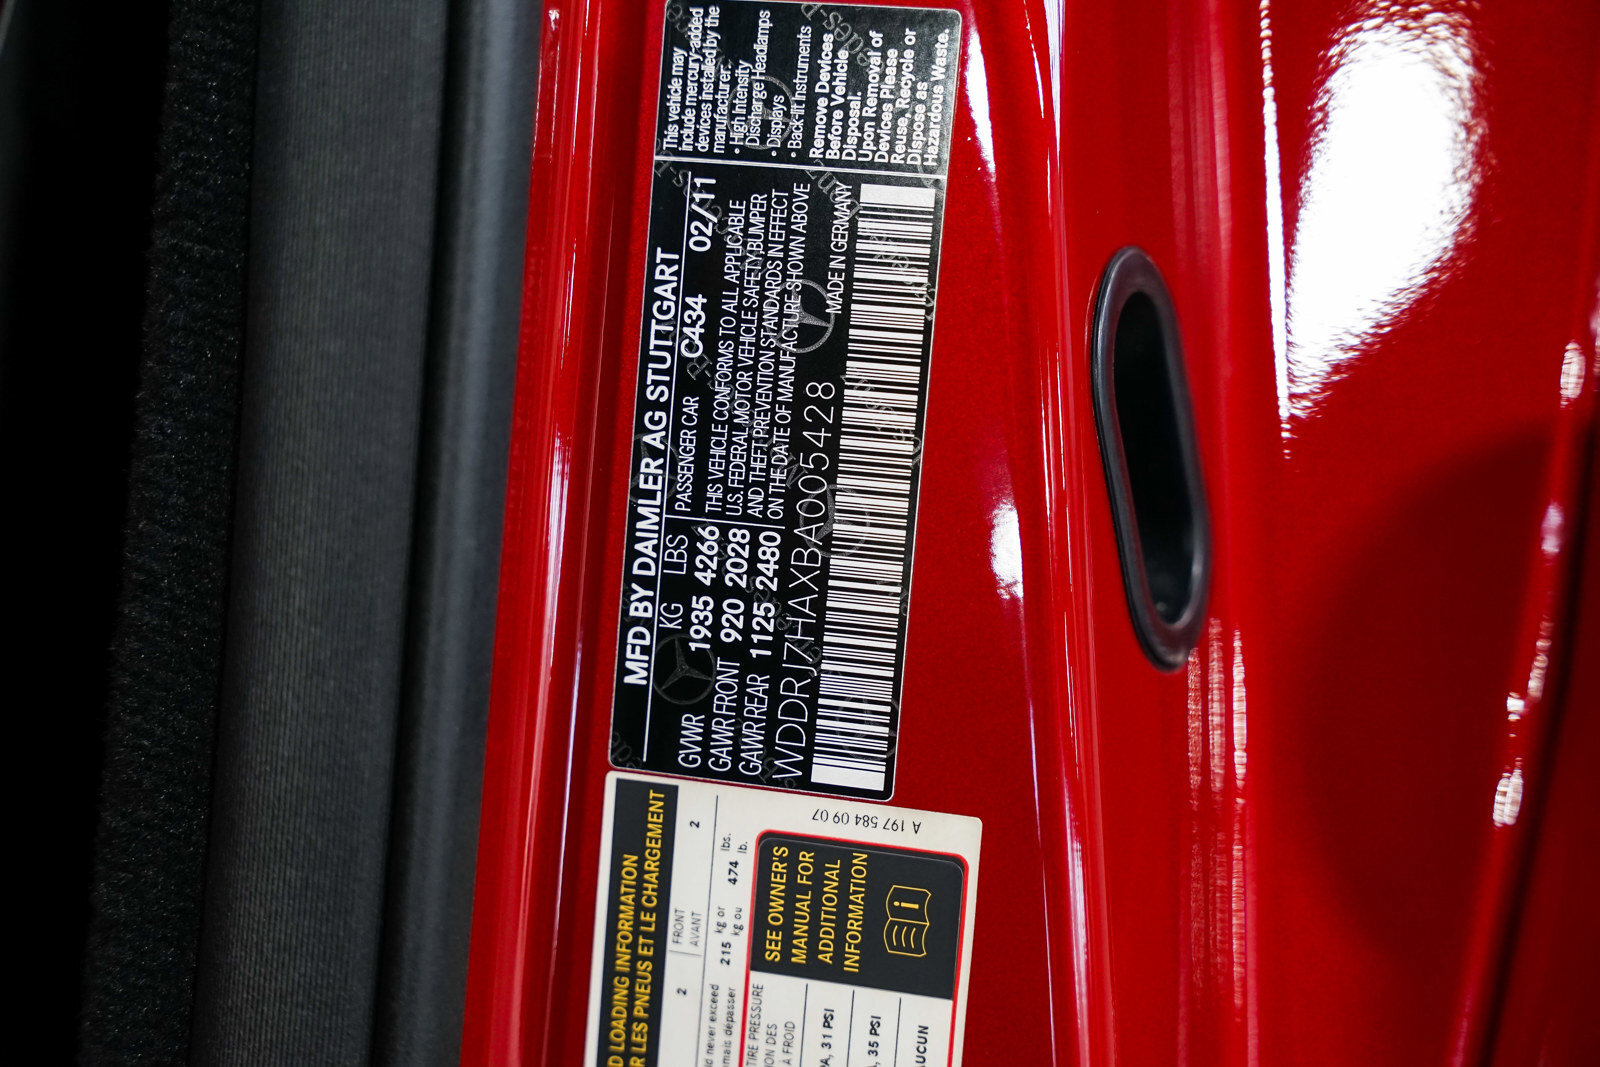 This vehicle may
include mercury-added
devices installed by the
manufacturer:
• High Intensity
Discharge Headlamps
• Displays
• Back-lit Instruments
Remove Devices
Before Vehicle
Disposal.
Upon Removal of
Devices Please
Reuse, Recycle or
Dispose as
Hazardous Waste.
MFD BY DAIMLER AG STUTTGART
KG LBS
GVWR 1935 4266
GAWR FRONT 920 2028
GAWR REAR 1125 2480
PASSENGER CAR C434 02/11
THIS VEHICLE CONFORMS TO ALL APPLICABLE
U.S. FEDERAL MOTOR VEHICLE SAFETY,BUMPER
AND THEFT PREVENTION STANDARDS IN EFFECT
ON THE DATE OF MANUFACTURE SHOWN ABOVE
WDDRJ7HAXBA005428
MADE IN GERMANY
LOADING INFORMATION
LES PNEUS ET LE CHARGEMENT
2 FRONT 2
AVANT
never exceed 215 kg or 474 lbs.
dépasser kg ou lb.
A 197 584 09 07
SEE OWNER'S
MANUAL FOR
ADDITIONAL
INFORMATION
TIRE PRESSURE
DES
À FROID
31 PSI
35 PSI